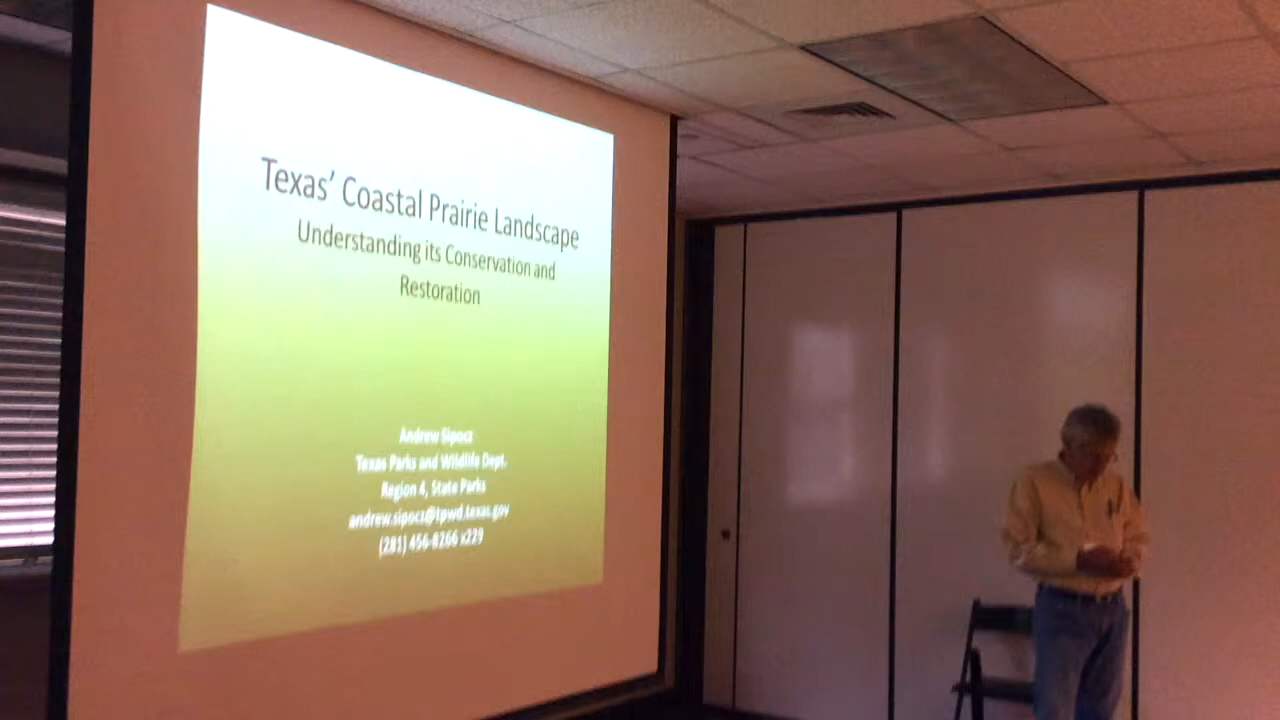 Texas' Coastal Prairie Landscape
Understanding its Conservation and
Restoration
Andrew Sipocz
Texas Parks and Wildlife Dept.
Region 4, State Parks
andrew.sipocz@tpwd.texas.gov
(281) 456-8266 x229